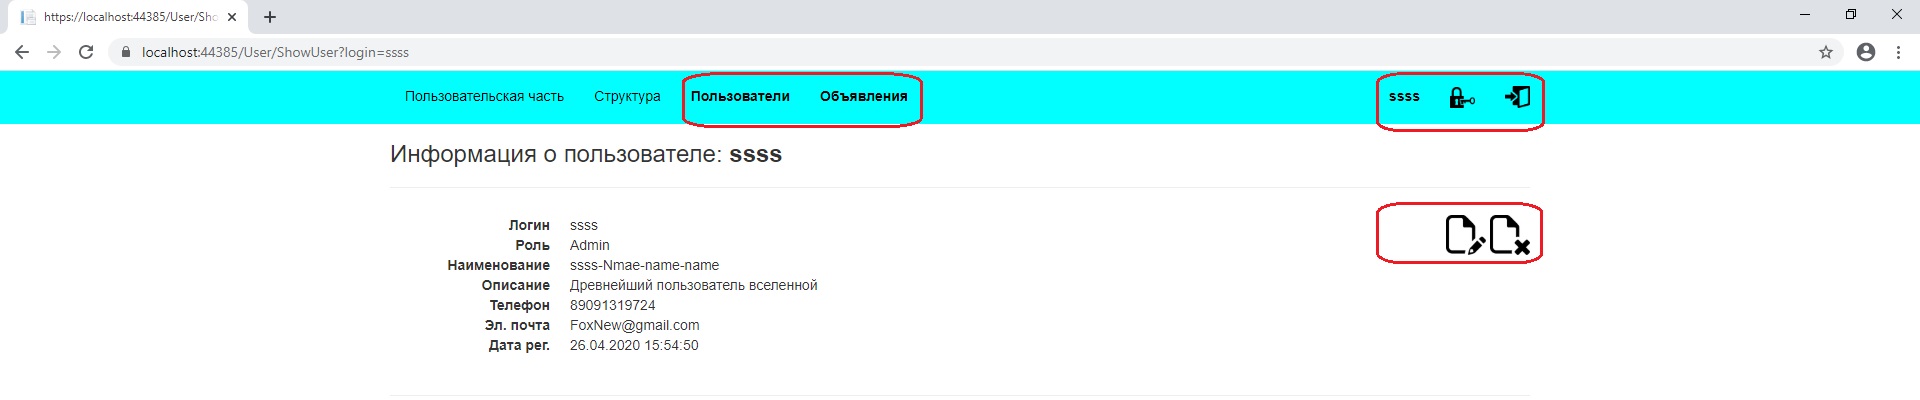 https://localhost:44385/User/Sho
localhost:44385/User/ShowUser?login=ssss
Пользовательская часть Структура Пользователи Объявления ssss
Информация о пользователе: ssss
Логин ssss
Роль Admin
Наименование ssss-Nmae-name-name
Описание Древнейший пользователь вселенной
Телефон 89091319724
Эл. почта FoxNew@gmail.com
Дата рег. 26.04.2020 15:54:50